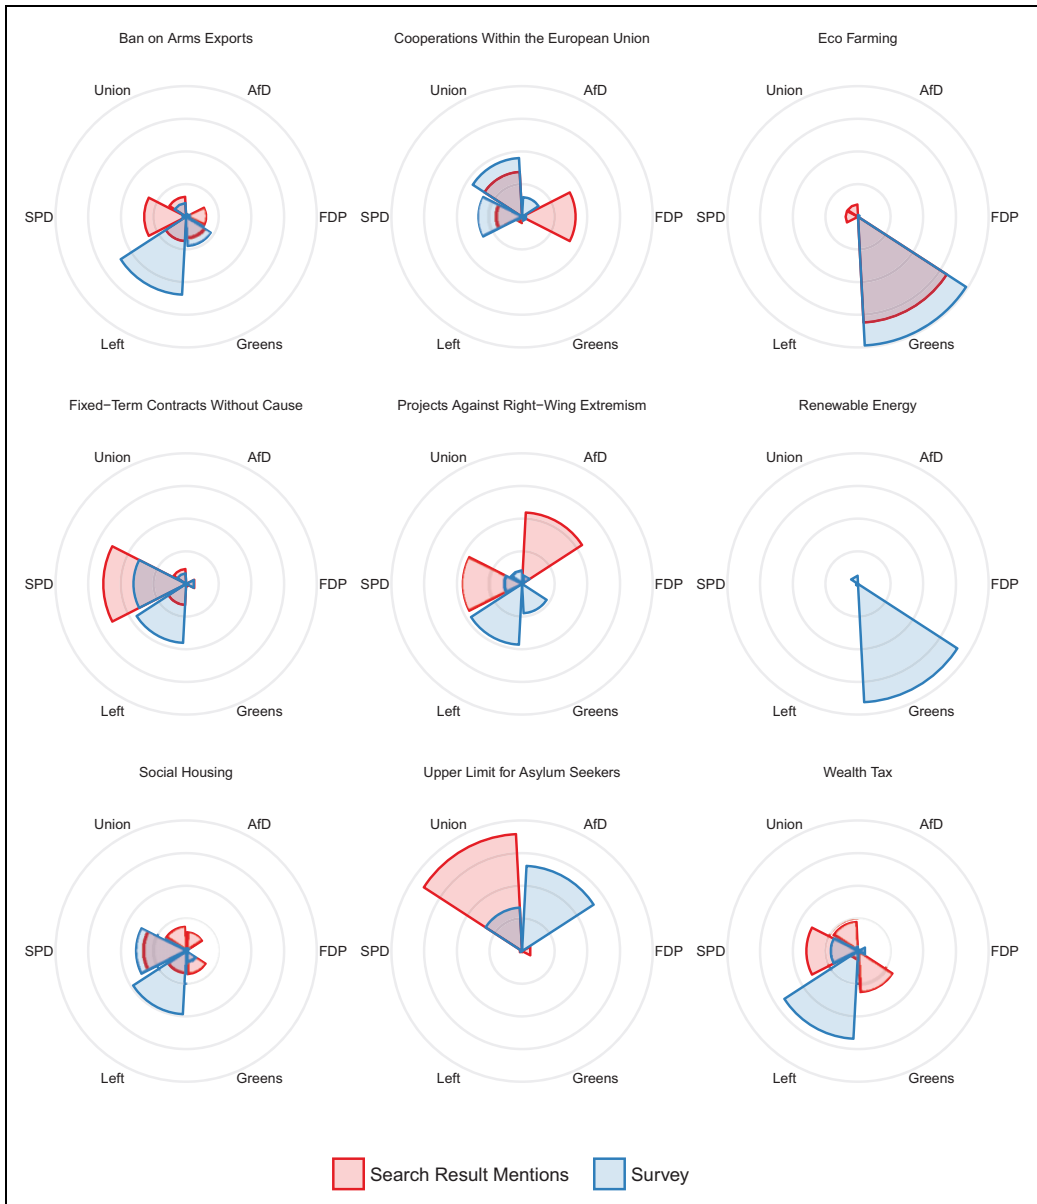 Ban on Arms Exports
Cooperations Within the European Union
Eco Farming
Union
AfD
Union
AfD
Union
AfD
SPD
FDP
SPD
FDP
SPD
FDP
Left
Greens
Left
Greens
Left
Greens
Fixed−Term Contracts Without Cause
Projects Against Right−Wing Extremism
Renewable Energy
Union
AfD
Union
AfD
Union
AfD
SPD
FDP
SPD
FDP
SPD
FDP
Left
Greens
Left
Greens
Left
Greens
Social Housing
Upper Limit for Asylum Seekers
Wealth Tax
Union
AfD
Union
AfD
Union
AfD
SPD
FDP
SPD
FDP
SPD
FDP
Left
Greens
Left
Greens
Left
Greens
Search Result Mentions
Survey